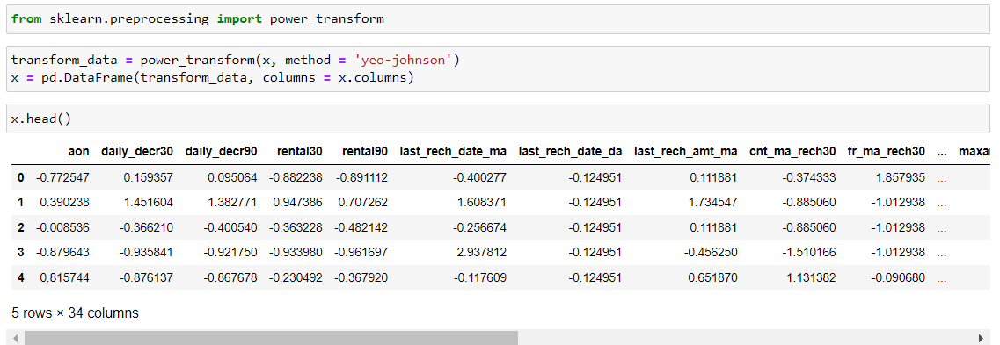 from sklearn.preprocessing import power_transform
transform_data = power_transform(x, method = 'yeo-johnson')
x = pd.DataFrame(transform_data, columns = x.columns)
x.head()
aon daily_decr30 daily_decr90 rental30 rental90 last_rech_date_ma last_rech_date_da last_rech_amt_ma cnt_ma_rech30 fr_ma_rech30 ...
0 -0.772547 0.159357 0.095064 -0.882238 -0.891112 -0.400277 -0.124951 0.111881 -0.374333 1.857935 ...
1 0.390238 1.451604 1.382771 0.947386 0.707262 1.608371 -0.124951 1.734547 -0.885060 -1.012938 ...
2 -0.008536 -0.366210 -0.400540 -0.363228 -0.482142 -0.256674 -0.124951 0.111881 -0.885060 -1.012938 ...
3 -0.879643 -0.935841 -0.921750 -0.933980 -0.961697 2.937812 -0.124951 -0.456250 -1.510166 -1.012938 ...
4 0.815744 -0.876137 -0.867678 -0.230492 -0.367920 -0.117609 -0.124951 0.651870 1.131382 -0.090680 ...
5 rows × 34 columns